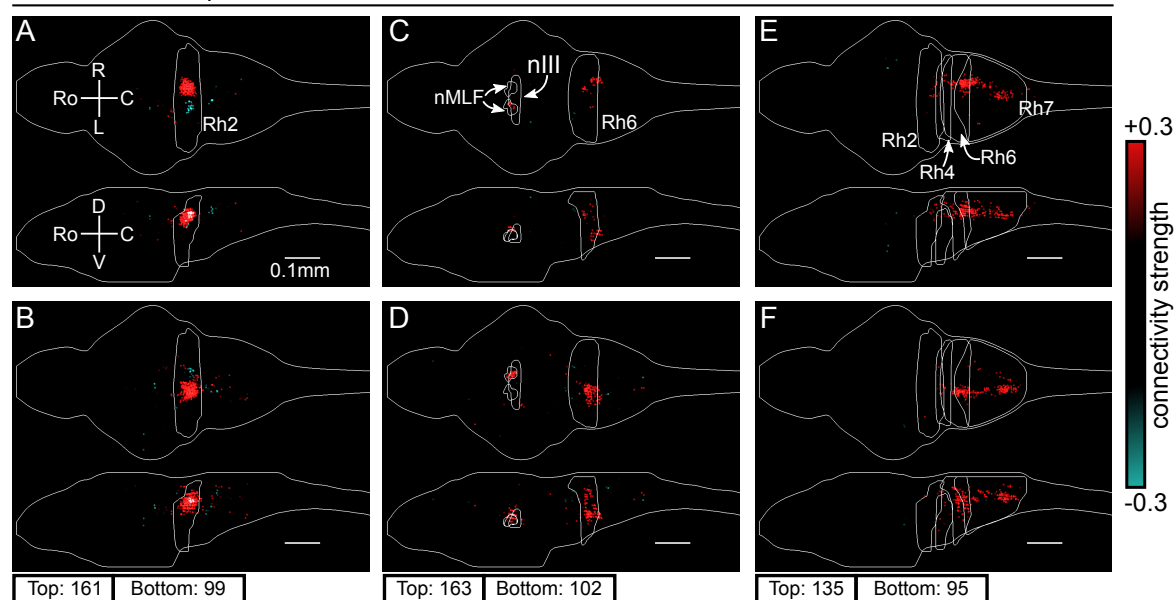 A
R
Ro
C
L
Rh2
D
Ro
C
V
0.1mm
C
nIII
nMLF
Rh6
E
Rh7
Rh2
Rh6
Rh4
+0.3
connectivity strength
-0.3
B
D
F
Top: 161
Bottom: 99
Top: 163
Bottom: 102
Top: 135
Bottom: 95